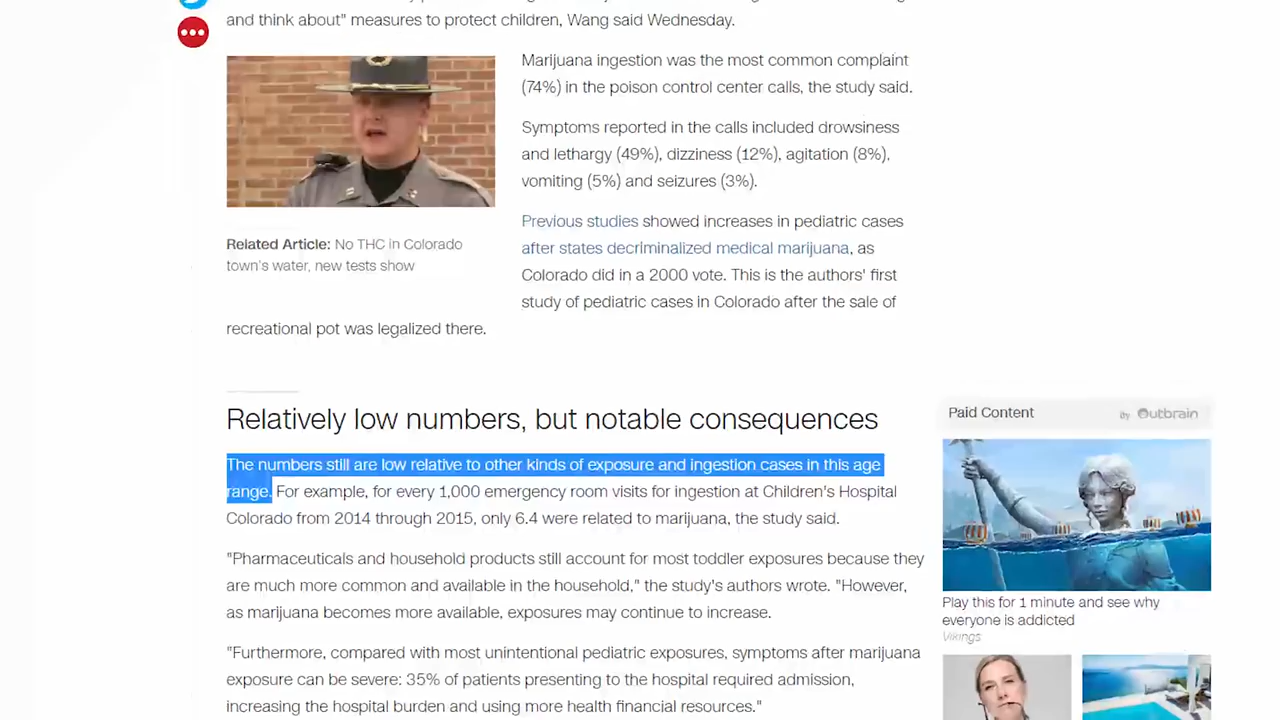 and think about" measures to protect children, Wang said Wednesday.
Marijuana ingestion was the most common complaint
(74%) in the poison control center calls, the study said.
Symptoms reported in the calls included drowsiness
and lethargy (49%), dizziness (12%), agitation (8%),
vomiting (5%) and seizures (3%).
Previous studies showed increases in pediatric cases
after states decriminalized medical marijuana, as
Colorado did in a 2000 vote. This is the authors' first
study of pediatric cases in Colorado after the sale of
recreational pot was legalized there.
Related Article: No THC in Colorado
town's water, new tests show
Relatively low numbers, but notable consequences
The numbers still are low relative to other kinds of exposure and ingestion cases in this age
range. For example, for every 1,000 emergency room visits for ingestion at Children's Hospital
Colorado from 2014 through 2015, only 6.4 were related to marijuana, the study said.
"Pharmaceuticals and household products still account for most toddler exposures because they
are much more common and available in the household," the study's authors wrote. "However,
as marijuana becomes more available, exposures may continue to increase.
"Furthermore, compared with most unintentional pediatric exposures, symptoms after marijuana
exposure can be severe: 35% of patients presenting to the hospital required admission,
increasing the hospital burden and using more health financial resources."
Paid Content
By Outbrain
Play this for 1 minute and see why
everyone is addicted
Vikings